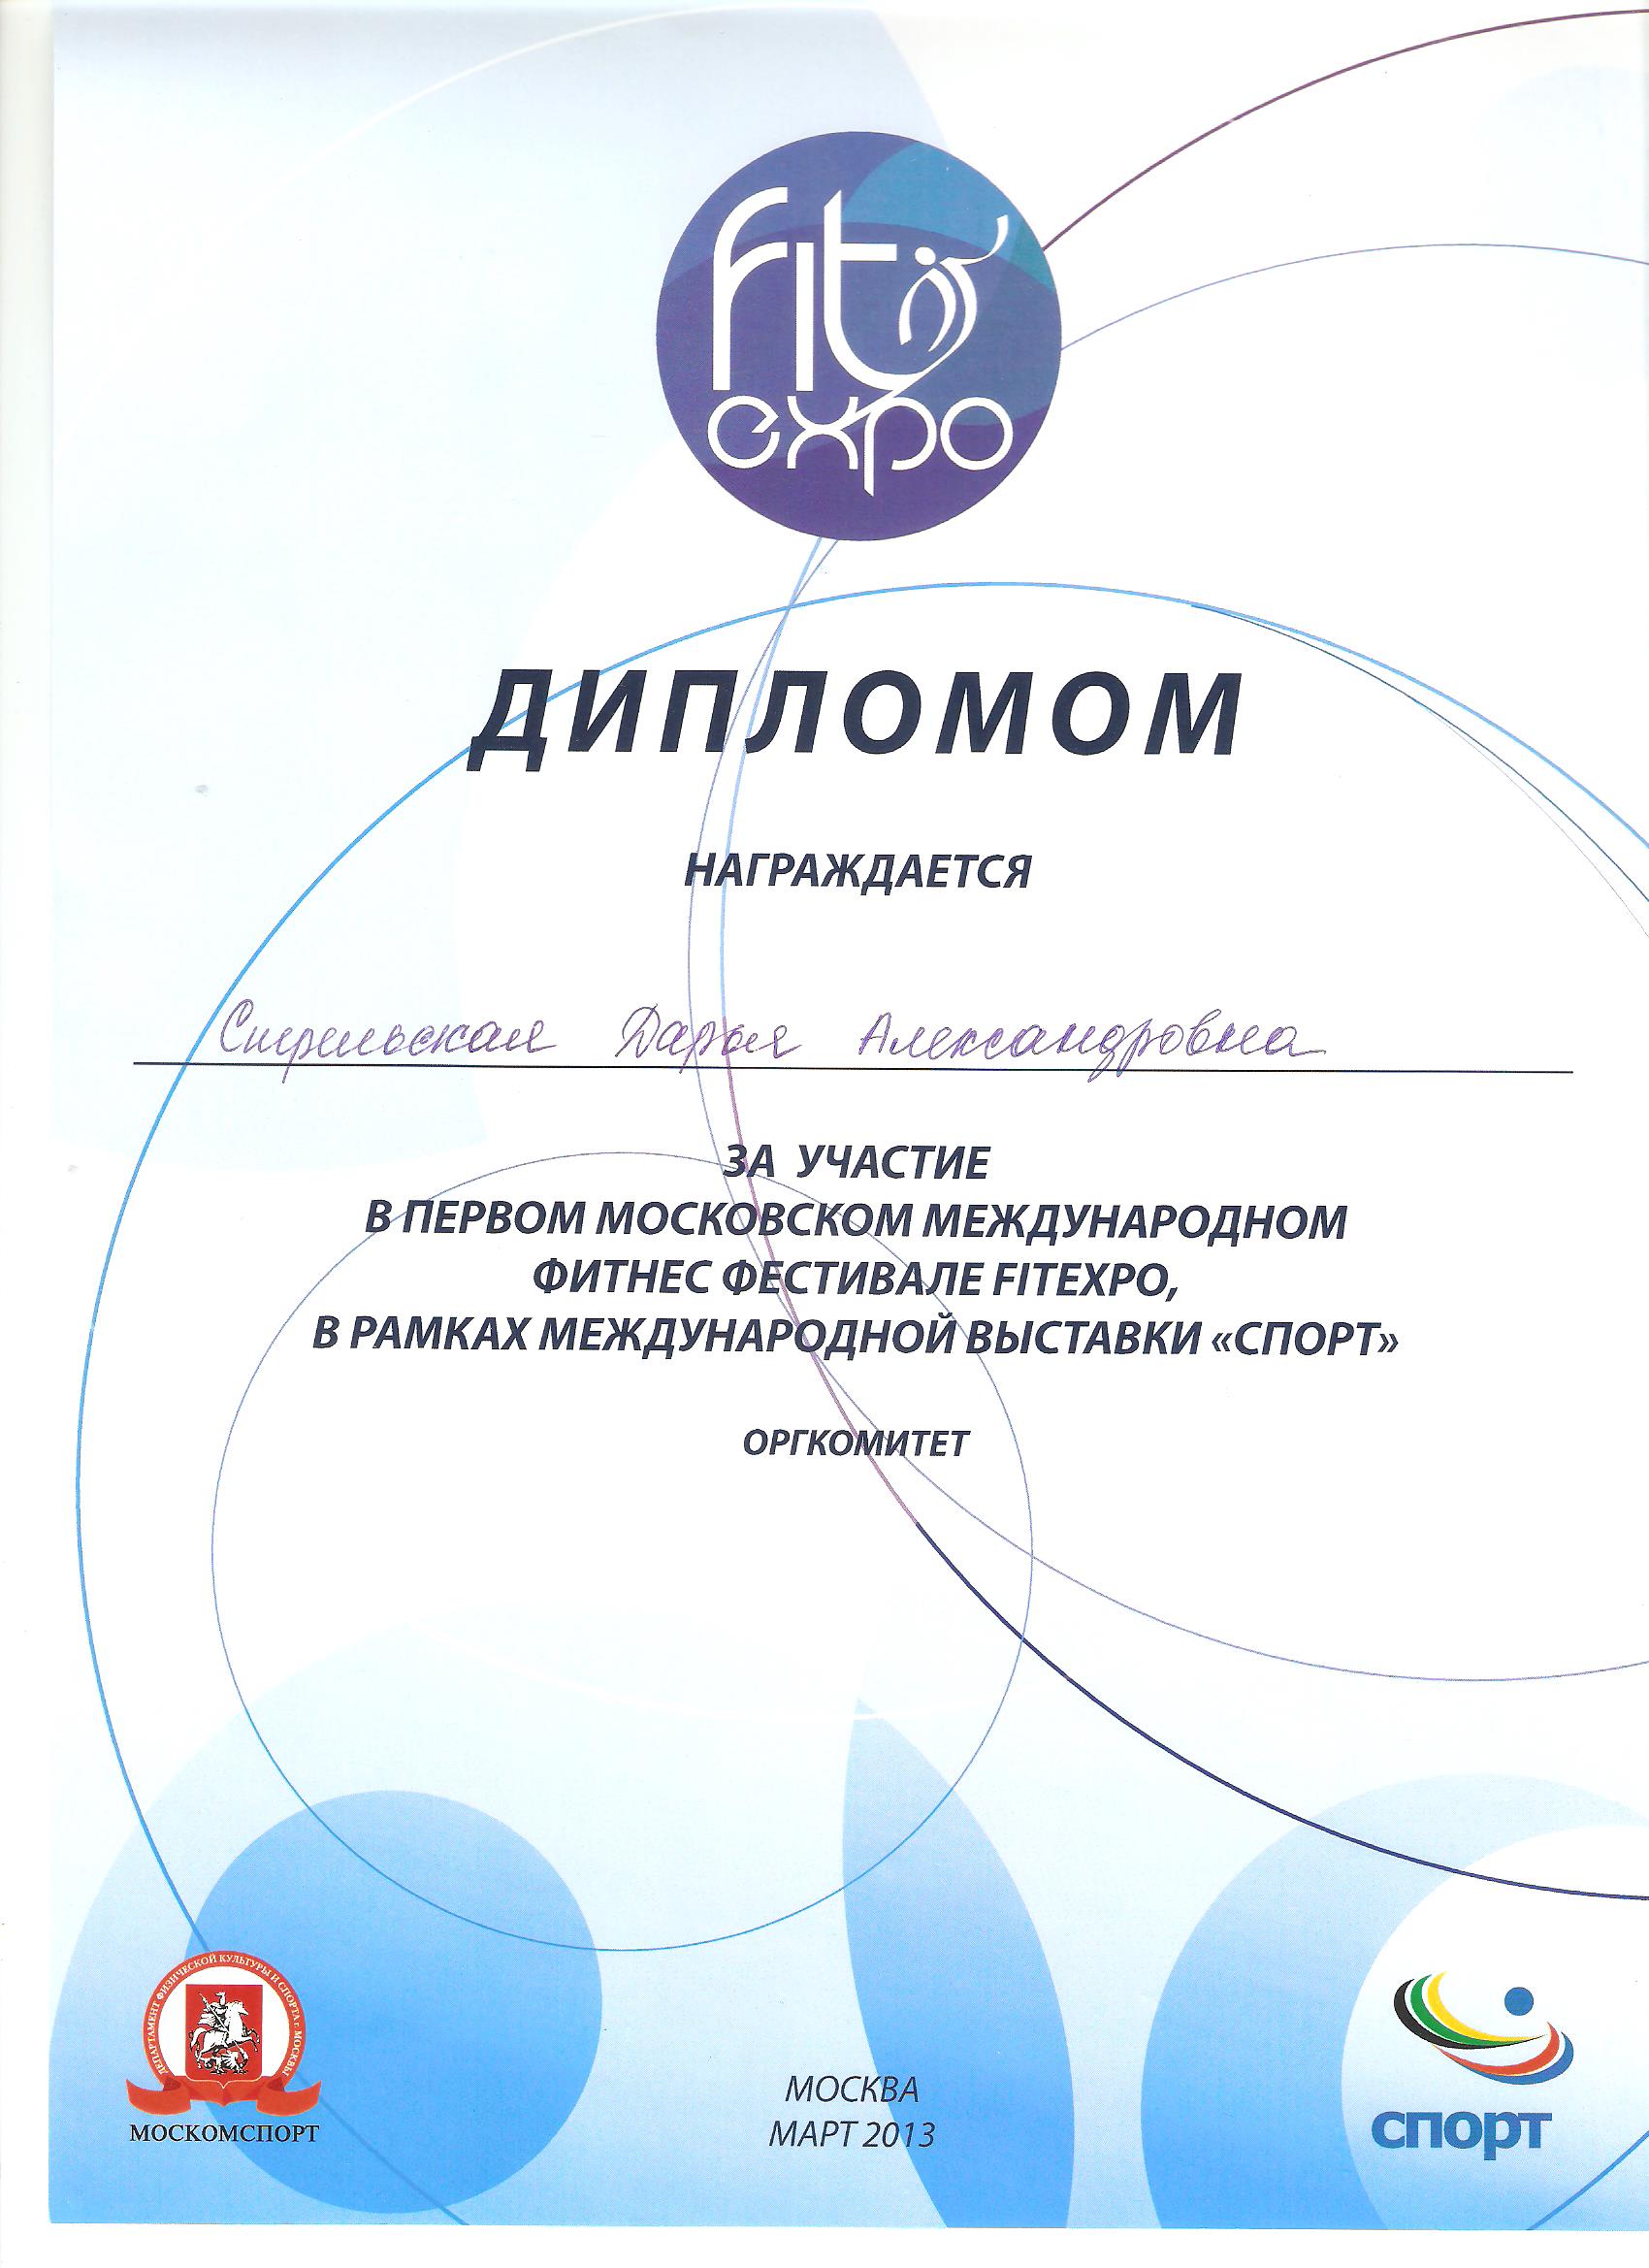 fit
expo
ДИПЛОМОМ
НАГРАЖДАЕТСЯ
Стрельская Дарья Александровна
ЗА УЧАСТИЕ
В ПЕРВОМ МОСКОВСКОМ МЕЖДУНАРОДНОМ
ФИТНЕС ФЕСТИВАЛЕ FITEXPO,
В РАМКАХ МЕЖДУНАРОДНОЙ ВЫСТАВКИ «СПОРТ»
ОРГКОМИТЕТ
ДЕПАРТАМЕНТ ФИЗИЧЕСКОЙ КУЛЬТУРЫ И СПОРТА г. МОСКВЫ
МОСКОМСПОРТ
МОСКВА
МАРТ 2013
СПОРТ